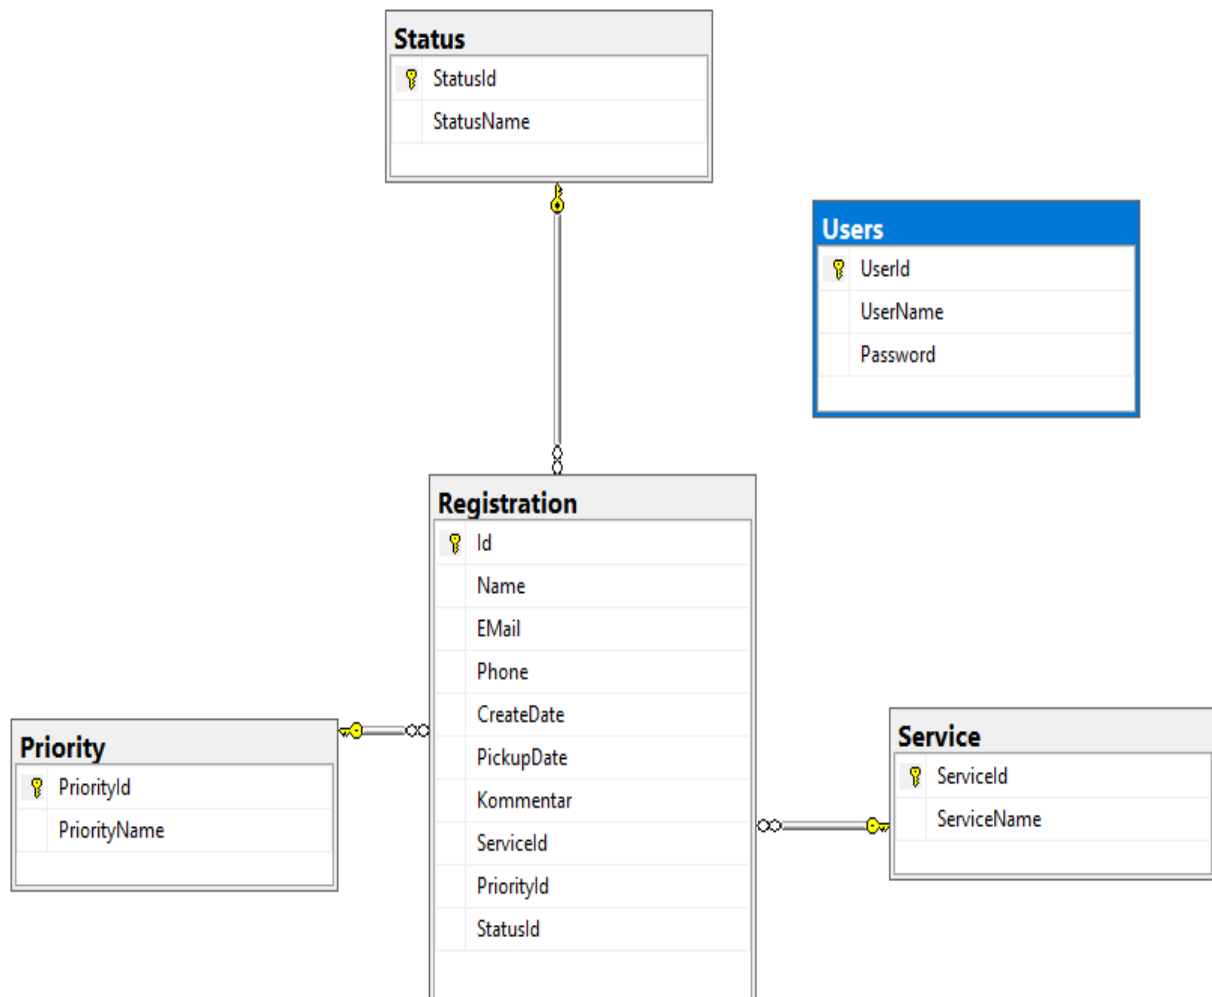 Status
StatusId
StatusName
Users
UserId
UserName
Password
Registration
Id
Name
EMail
Phone
CreateDate
PickupDate
Kommentar
ServiceId
PriorityId
StatusId
Priority
PriorityId
PriorityName
Service
ServiceId
ServiceName